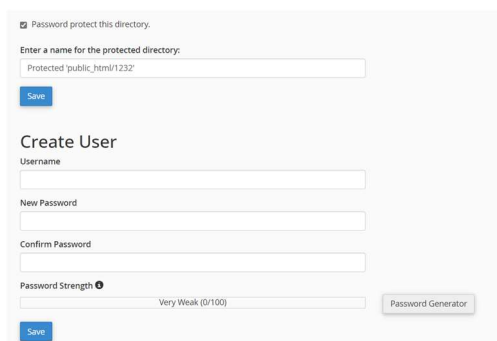 Password protect this directory.
Enter a name for the protected directory:
Protected 'public_html/1232'
Save
Create User
Username
New Password
Confirm Password
Password Strength
Very Weak (0/100)
Password Generator
Save